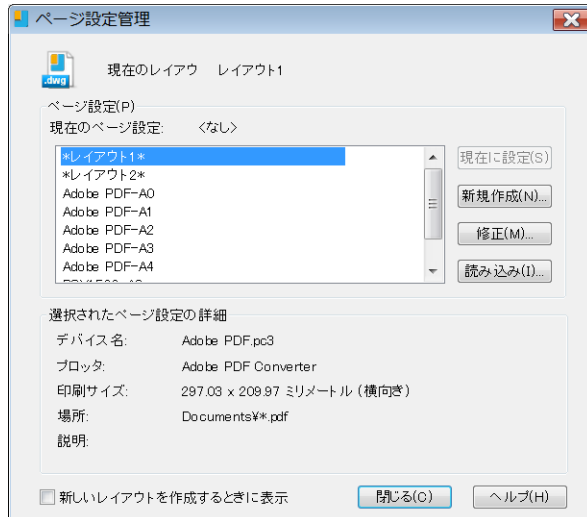 ページ設定管理
.dwg
現在のレイアウ レイアウト1
ページ設定(P)
現在のページ設定: <なし>
*レイアウト1*
*レイアウト2*
Adobe PDF-A0
Adobe PDF-A1
Adobe PDF-A2
Adobe PDF-A3
Adobe PDF-A4
現在に設定(S)
新規作成(N)...
修正(M)...
読み込み(I)...
選択されたページ設定の詳細
デバイス名: Adobe PDF.pc3
プロッタ: Adobe PDF Converter
印刷サイズ: 297.03 x 209.97 ミリメートル (横向き)
場所: Documents¥*.pdf
説明:
新しいレイアウトを作成するときに表示
閉じる(C)
ヘルプ(H)